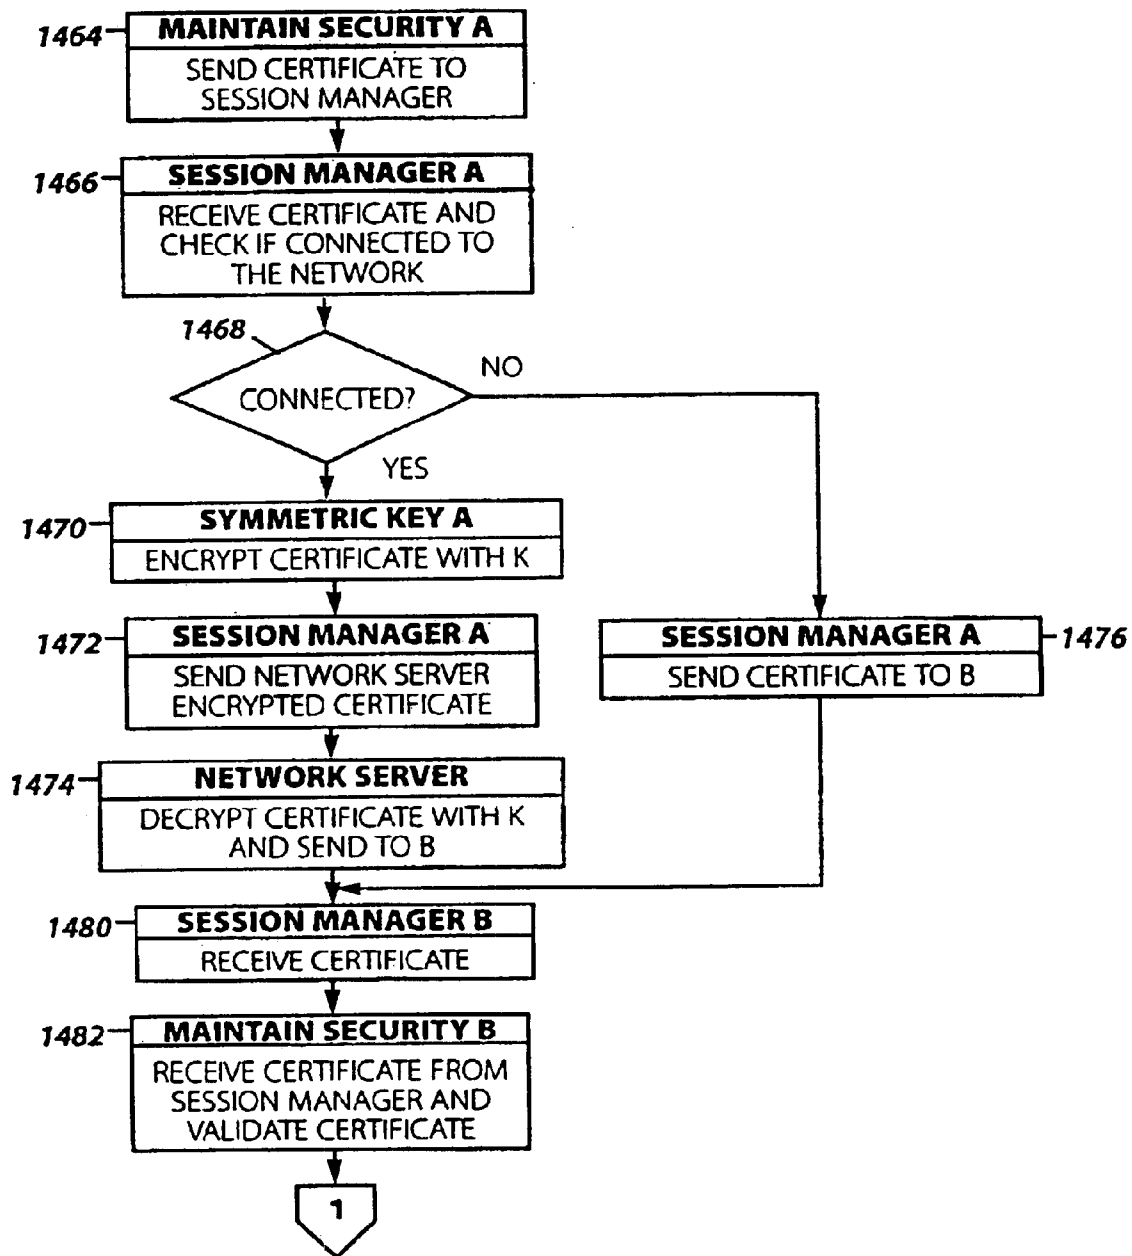 1464
MAINTAIN SECURITY A
SEND CERTIFICATE TO
SESSION MANAGER
1466
SESSION MANAGER A
RECEIVE CERTIFICATE AND
CHECK IF CONNECTED TO
THE NETWORK
1468
CONNECTED?
NO
YES
1470
SYMMETRIC KEY A
ENCRYPT CERTIFICATE WITH K
1472
SESSION MANAGER A
SEND NETWORK SERVER
ENCRYPTED CERTIFICATE
SESSION MANAGER A
1476
SEND CERTIFICATE TO B
1474
NETWORK SERVER
DECRYPT CERTIFICATE WITH K
AND SEND TO B
1480
SESSION MANAGER B
RECEIVE CERTIFICATE
1482
MAINTAIN SECURITY B
RECEIVE CERTIFICATE FROM
SESSION MANAGER AND
VALIDATE CERTIFICATE
1